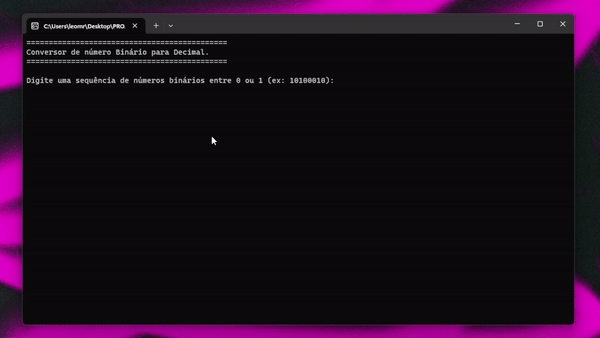 C:\Users\leomr\Desktop\PRO.
==============================================
Conversor de número Binário para Decimal.
==============================================
Digite uma sequência de números binários entre 0 ou 1 (ex: 10100010):